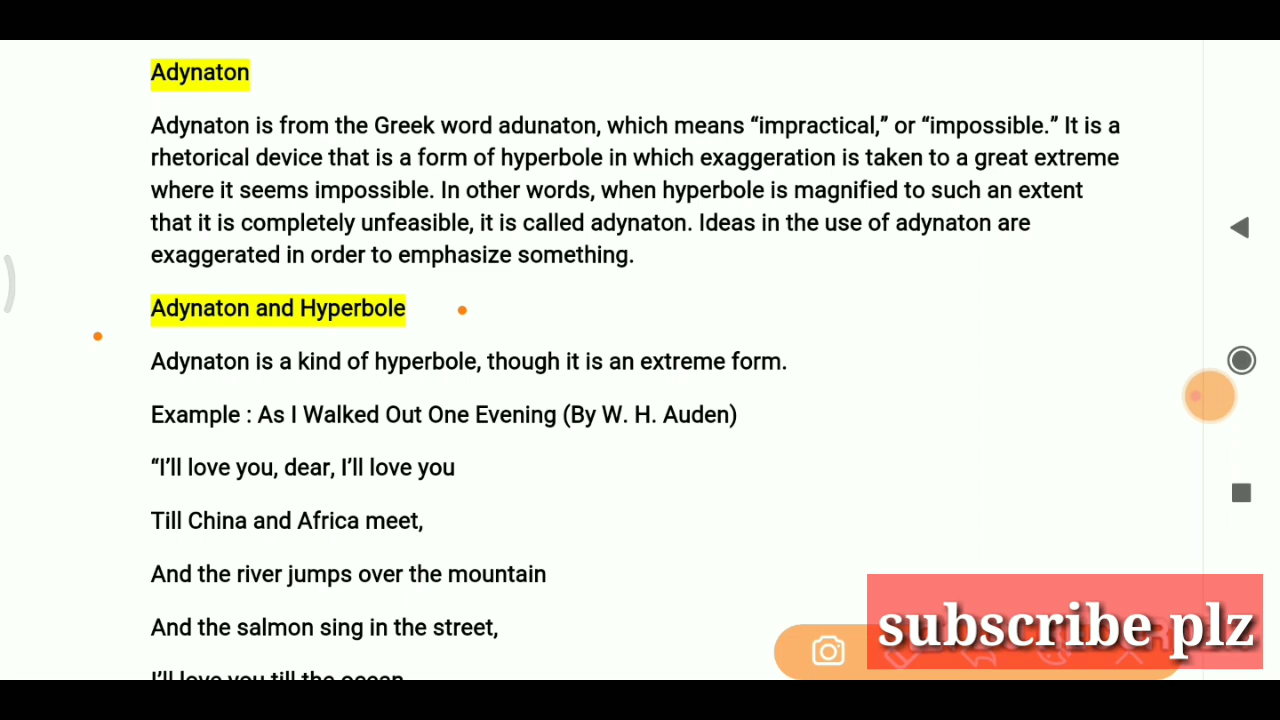 Adynaton
Adynaton is from the Greek word adunaton, which means “impractical,” or “impossible.” It is a
rhetorical device that is a form of hyperbole in which exaggeration is taken to a great extreme
where it seems impossible. In other words, when hyperbole is magnified to such an extent
that it is completely unfeasible, it is called adynaton. Ideas in the use of adynaton are
exaggerated in order to emphasize something.
Adynaton and Hyperbole
Adynaton is a kind of hyperbole, though it is an extreme form.
Example : As I Walked Out One Evening (By W. H. Auden)
“I’ll love you, dear, I’ll love you
Till China and Africa meet,
And the river jumps over the mountain
And the salmon sing in the street,
I’ll love you till the ocean
subscribe plz